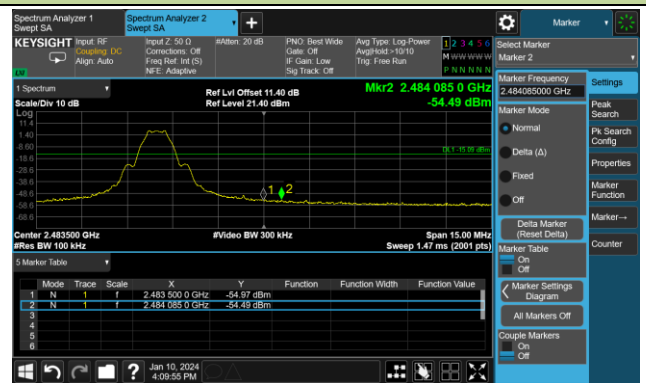 Spectrum Analyzer 1
Swept SA
Spectrum Analyzer 2
Swept SA
Marker
KEYSIGHT
Input: RF
Coupling: DC
Align: Auto
Input Z: 50 Ω
Corrections: Off
Freq Ref: Int (S)
NFE: Adaptive
#Atten: 20 dB
PNO: Best Wide
Gate: Off
IF Gain: Low
Sig Track: Off
Avg Type: Log-Power
Avg|Hold:>10/10
Trig: Free Run
1 2 3 4 5 6
M W W W W W
P N N N N N
LXI
Select Marker
Marker 2
1 Spectrum
Scale/Div 10 dB
Ref Lvl Offset 11.40 dB
Ref Level 21.40 dBm
Mkr2 2.484 085 0 GHz
-54.49 dBm
Log
11.4
1.40
-8.60
-18.6
-28.6
-38.6
-48.6
-58.6
-68.6
DL1 -15.09 dBm
1
2
Center 2.483500 GHz
#Res BW 100 kHz
#Video BW 300 kHz
Span 15.00 MHz
Sweep 1.47 ms (2001 pts)
5 Marker Table
Mode Trace Scale X Y Function Function Width Function Value
1 N 1 f 2.483 500 0 GHz -54.97 dBm
2 N 1 f 2.484 085 0 GHz -54.49 dBm
3
4
5
6
Marker Frequency
2.484085000 GHz
Marker Mode
Normal
Delta (Δ)
Fixed
Off
Delta Marker
(Reset Delta)
Marker Table
On
Off
Marker Settings
Diagram
All Markers Off
Couple Markers
On
Off
Settings
Peak
Search
Pk Search
Config
Properties
Marker
Function
Marker→
Counter
?
Jan 10, 2024
4:09:55 PM